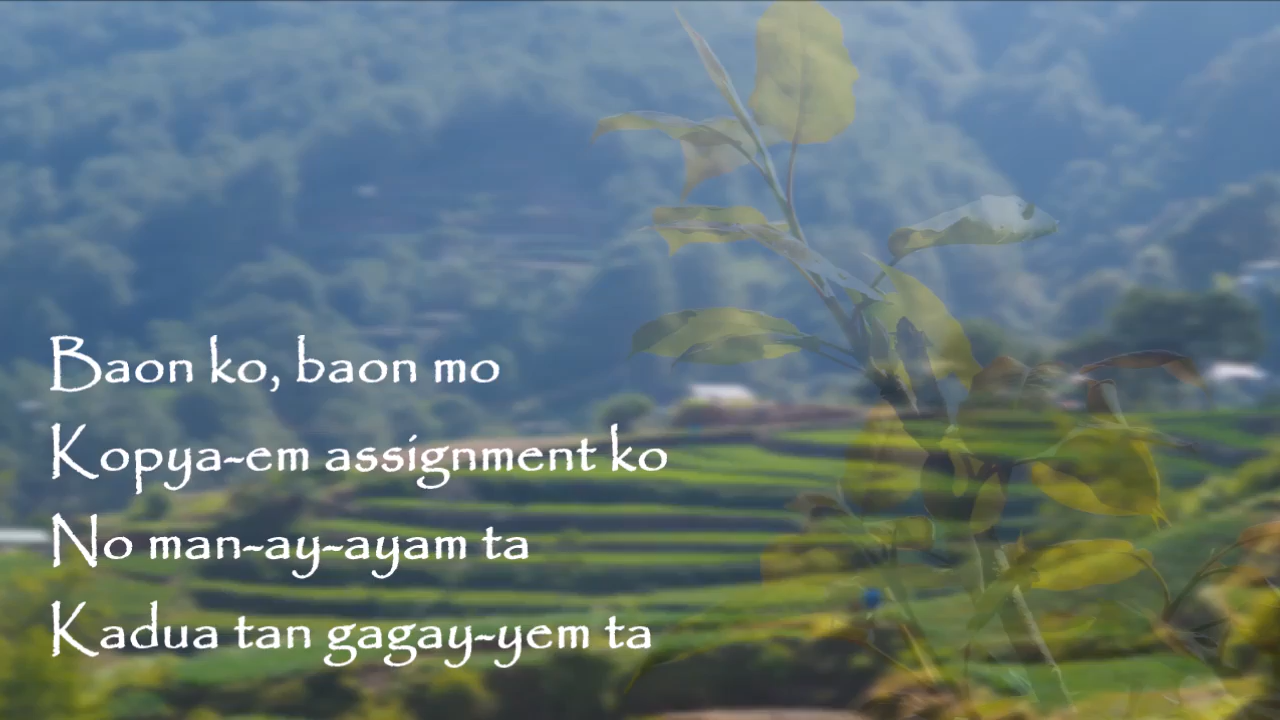 Baon ko, baon mo
Kopya-em assignment ko
No man-ay-ayam ta
Kadua tan gagay-yem ta